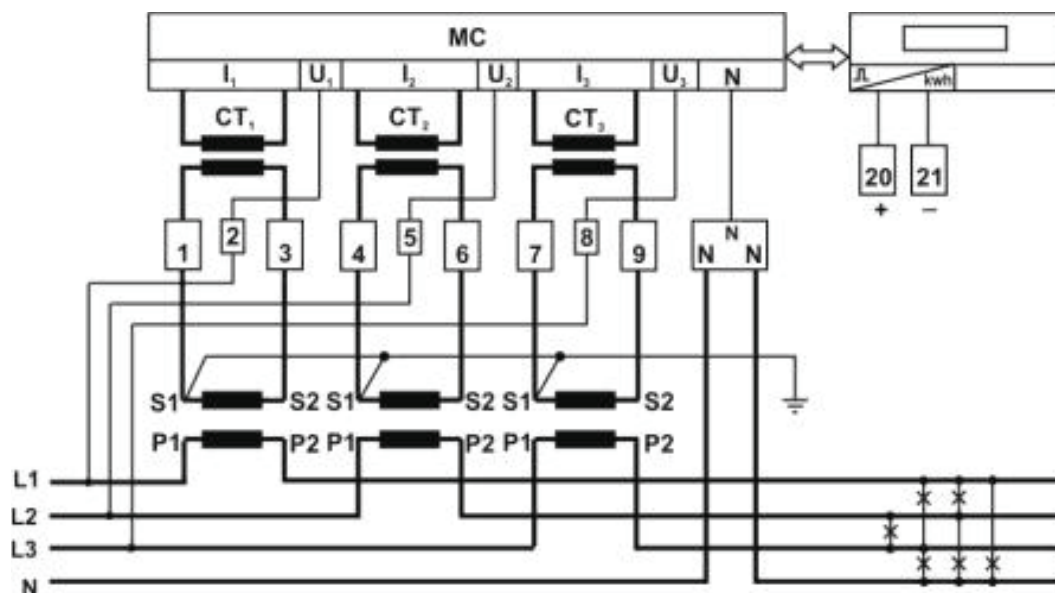 MC
I₁ U₁ I₂ U₂ I₃ U₃ N kwh
CT₁ CT₂ CT₃
20 21
+ −
1 2 3 4 5 6 7 8 9 N N N
S1 S2 S1 S2 S1 S2
P1 P2 P1 P2 P1 P2
L1
L2
L3
N